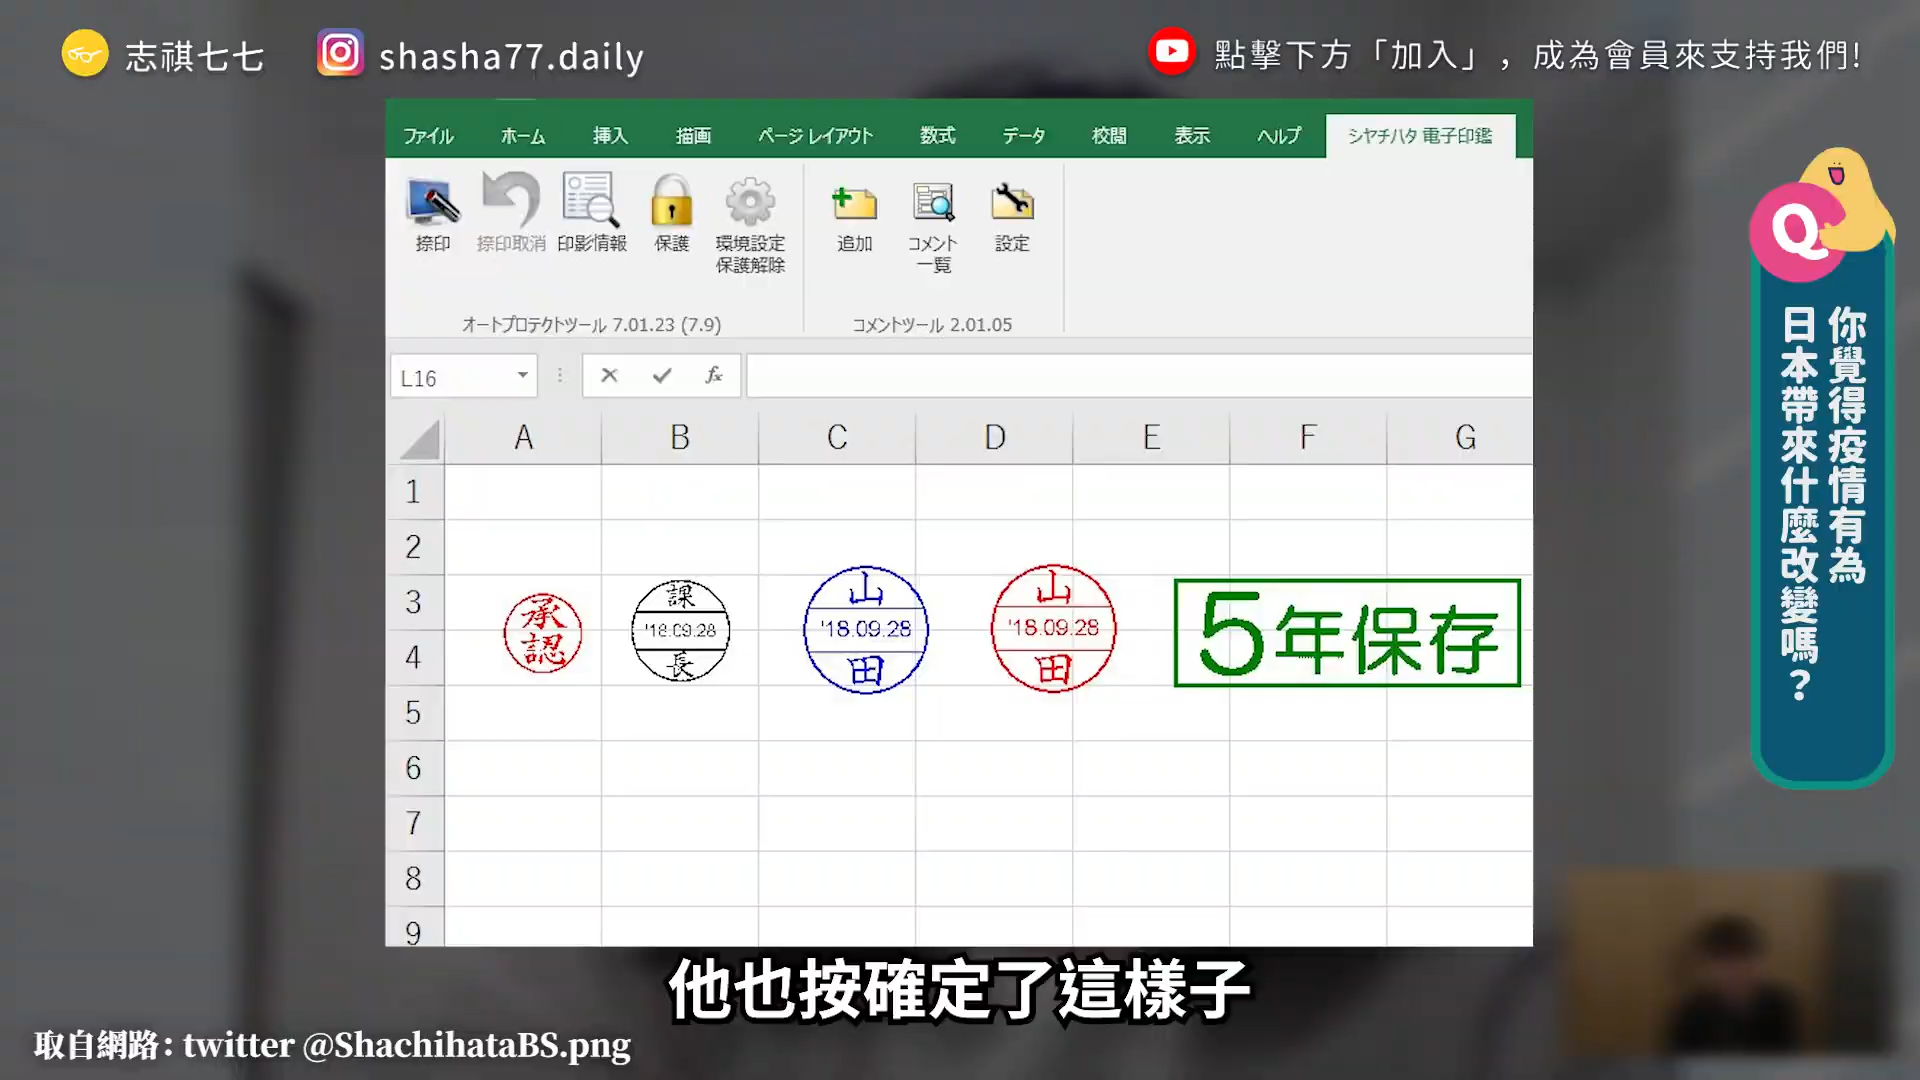 志祺七七
shasha77.daily
點擊下方「加入」，成為會員來支持我們!
ファイル ホーム 挿入 描画 ページ レイアウト 数式 データ 校閲 表示 ヘルプ シヤチハタ 電子印鑑
捺印 捺印取消 印影情報 保護 環境設定 保護解除 追加 コメント 一覧 設定
オートプロテクトツール 7.01.23 (7.9) コメントツール 2.01.05
L16 fx
A B C D E F G
1
2
3
4
5
6
7
8
9
承認
課 '18.09.28 長
山 '18.09.28 田
山 '18.09.28 田
5年保存
Q
你覺得疫情有為
日本帶來什麼改變嗎？
他也按確定了這樣子
取自網路：twitter @ShachihataBS.png